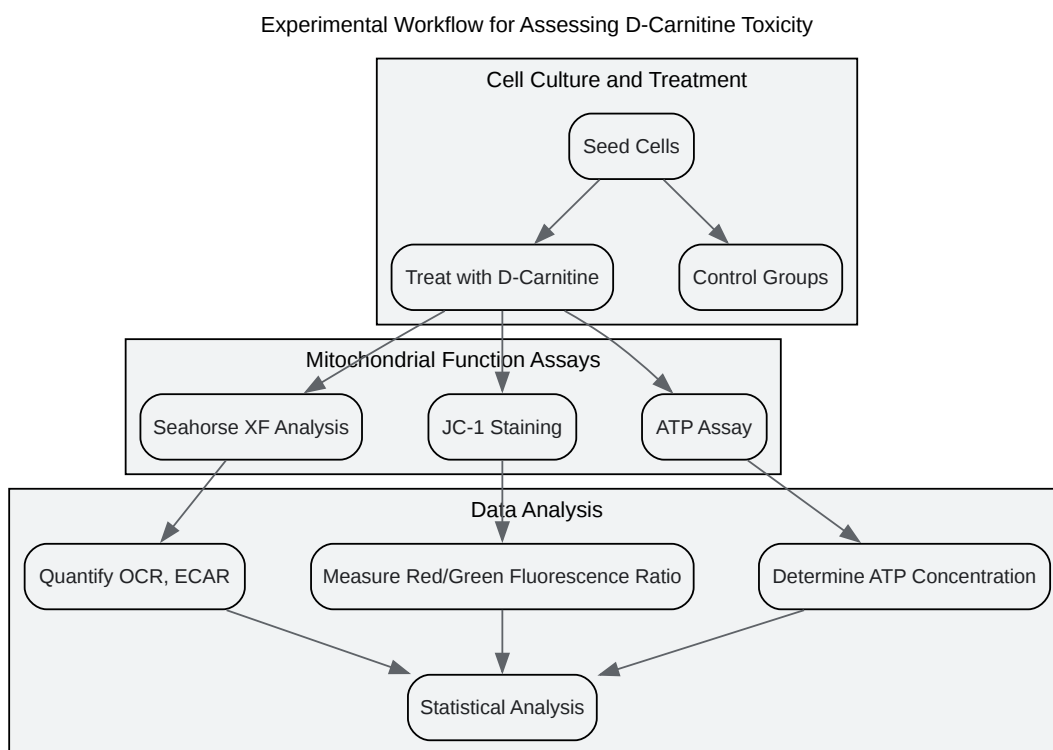 Experimental Workflow for Assessing D-Carnitine Toxicity
Cell Culture and Treatment
Seed Cells
Treat with D-Carnitine
Control Groups
Mitochondrial Function Assays
Seahorse XF Analysis
JC-1 Staining
ATP Assay
Data Analysis
Quantify OCR, ECAR
Measure Red/Green Fluorescence Ratio
Determine ATP Concentration
Statistical Analysis